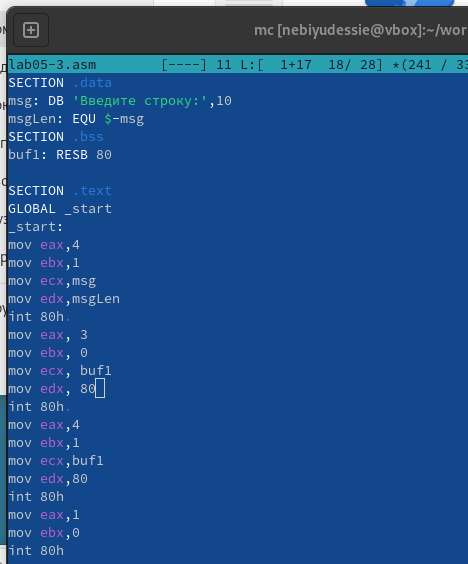 mc [nebiyudessie@vbox]:~/wor
lab05-3.asm [----] 11 L:[ 1+17 18/ 28] *(241 / 33
SECTION .data
msg: DB 'Введите строку:',10
msgLen: EQU $-msg
SECTION .bss
buf1: RESB 80
SECTION .text
GLOBAL _start
_start:
mov eax,4
mov ebx,1
mov ecx,msg
mov edx,msgLen
int 80h
mov eax, 3
mov ebx, 0
mov ecx, buf1
mov edx, 80
int 80h
mov eax,4
mov ebx,1
mov ecx,buf1
mov edx,80
int 80h
mov eax,1
mov ebx,0
int 80h